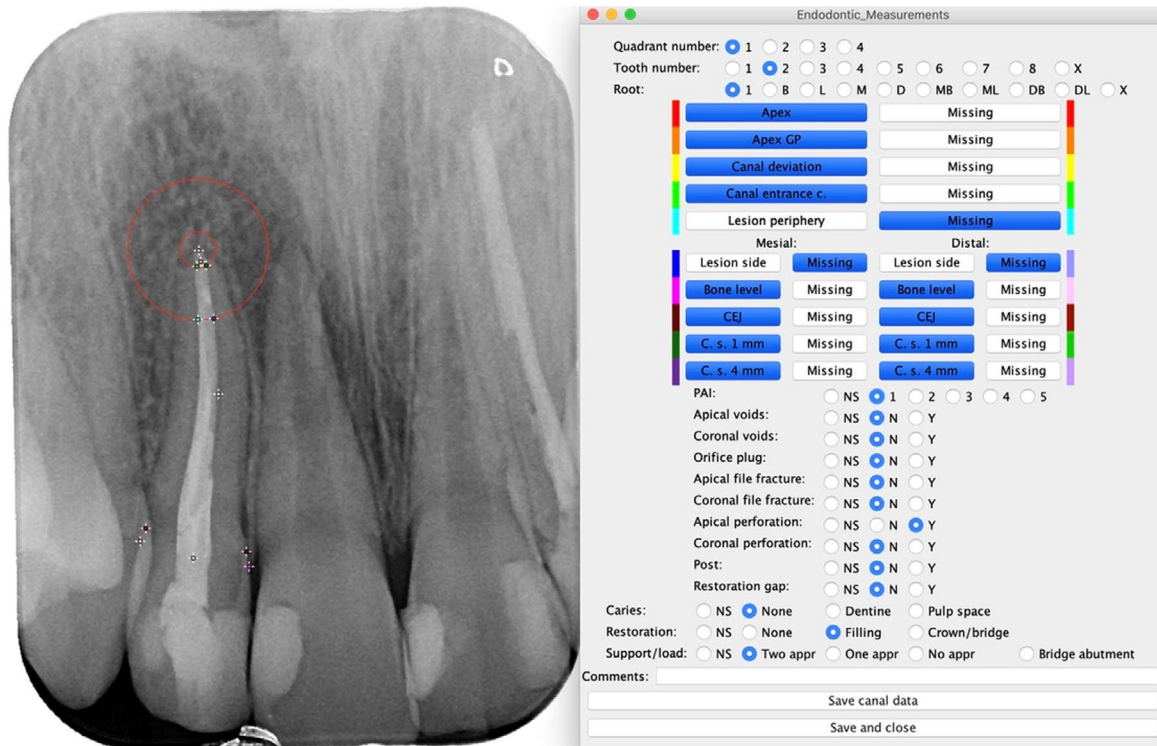 Endodontic_Measurements
Quadrant number: 1 2 3 4
Tooth number: 1 2 3 4 5 6 7 8 X
Root: 1 B L M D MB ML DB DL X
Apex Missing
Apex GP Missing
Canal deviation Missing
Canal entrance c. Missing
Lesion periphery Missing
Mesial: Distal:
Lesion side Missing Lesion side Missing
Bone level Missing Bone level Missing
CEJ Missing CEJ Missing
C. s. 1 mm Missing C. s. 1 mm Missing
C. s. 4 mm Missing C. s. 4 mm Missing
PAI: NS 1 2 3 4 5
Apical voids: NS N Y
Coronal voids: NS N Y
Orifice plug: NS N Y
Apical file fracture: NS N Y
Coronal file fracture: NS N Y
Apical perforation: NS N Y
Coronal perforation: NS N Y
Post: NS N Y
Restoration gap: NS N Y
Caries: NS None Dentine Pulp space
Restoration: NS None Filling Crown/bridge
Support/load: NS Two appr One appr No appr Bridge abutment
Comments:
Save canal data
Save and close